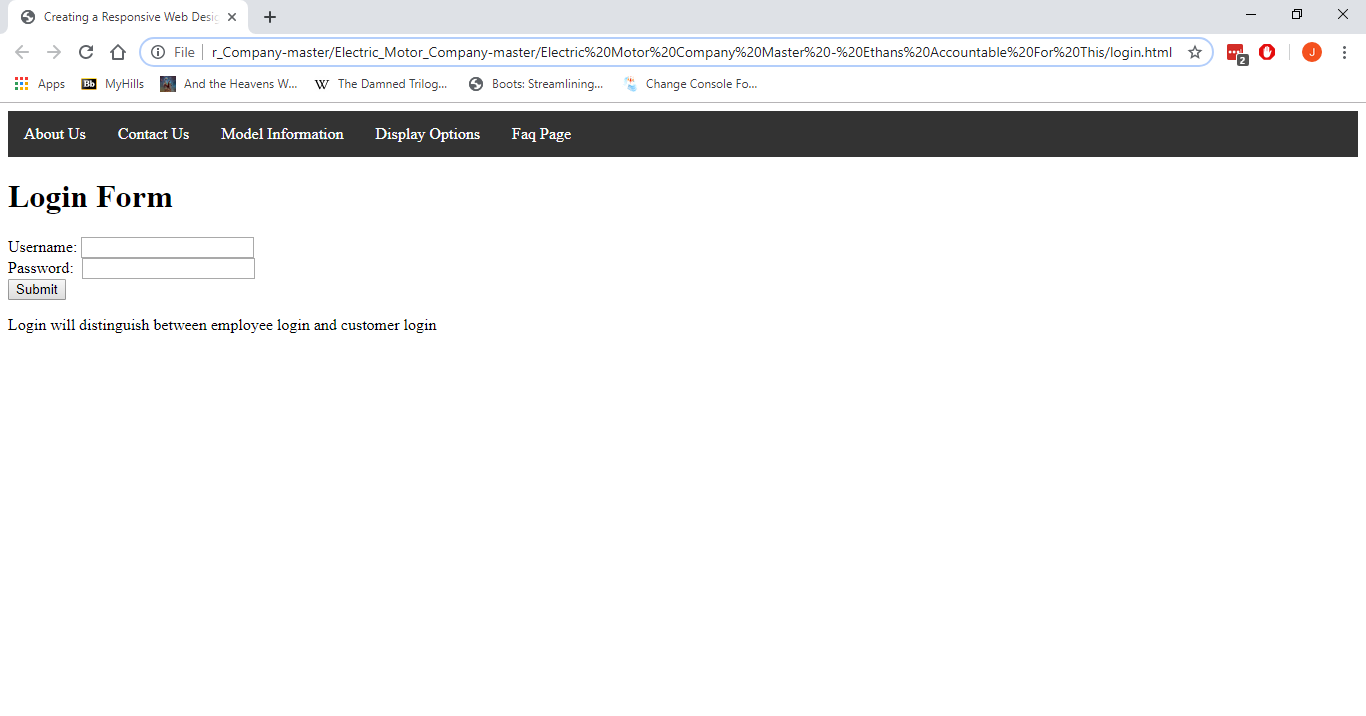 Creating a Responsive Web Desig
File r_Company-master/Electric_Motor_Company-master/Electric%20Motor%20Company%20Master%20-%20Ethans%20Accountable%20For%20This/login.html 2 J
Apps Bb MyHills And the Heavens W... W The Damned Trilog... Boots: Streamlining... Change Console Fo...
About Us Contact Us Model Information Display Options Faq Page
Login Form
Username:
Password:
Submit
Login will distinguish between employee login and customer login